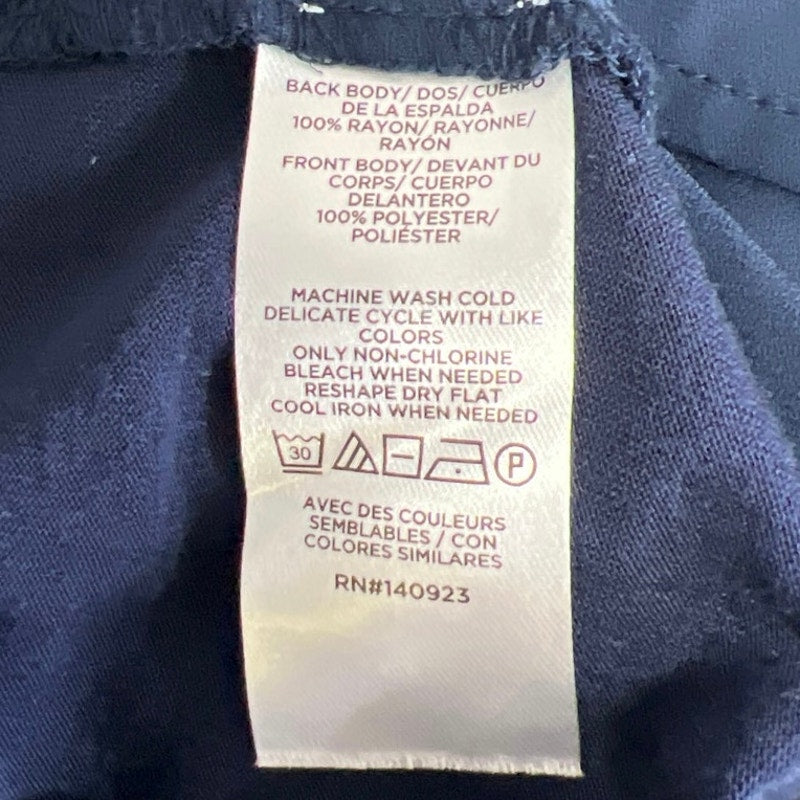 BACK BODY/ DOS/ CUERPO
DE LA ESPALDA
100% RAYON/ RAYONNE/
RAYÓN
FRONT BODY/ DEVANT DU
CORPS/ CUERPO
DELANTERO
100% POLYESTER/
POLIÉSTER
MACHINE WASH COLD
DELICATE CYCLE WITH LIKE
COLORS
ONLY NON-CHLORINE
BLEACH WHEN NEEDED
RESHAPE DRY FLAT
COOL IRON WHEN NEEDED
30 P
AVEC DES COULEURS
SEMBLABLES / CON
COLORES SIMILARES
RN#140923